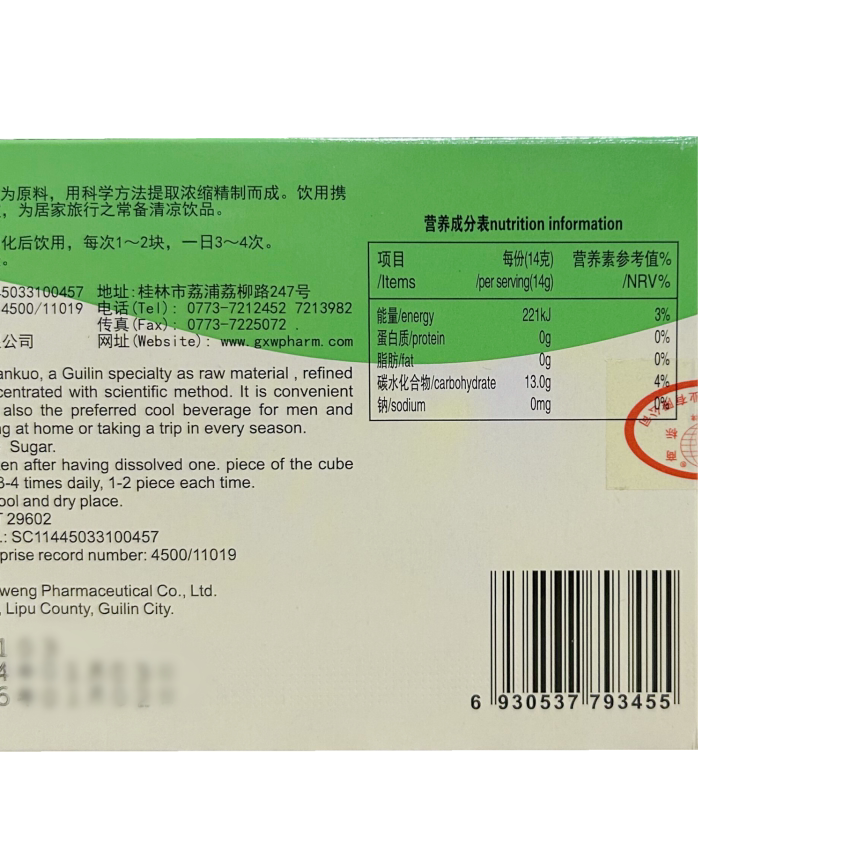 为原料，用科学方法提取浓缩精制而成。饮用携
，为居家旅行之常备清凉饮品。
化后饮用，每次1～2块，一日3～4次。
。
5033100457 地址:桂林市荔浦荔柳路247号
4500/11019 电话(Tel): 0773-7212452 7213982
传真(Fax): 0773-7225072 .
公司 网址(Website): www.gxwpharm.com
ankuo, a Guilin specialty as raw material , refined
centrated with scientific method. It is convenient
also the preferred cool beverage for men and
ng at home or taking a trip in every season.
Sugar.
en after having dissolved one. piece of the cube
3-4 times daily, 1-2 piece each time.
ool and dry place.
T 29602
.: SC11445033100457
prise record number: 4500/11019
weng Pharmaceutical Co., Ltd.
, Lipu County, Guilin City.
营养成分表nutrition information
项目 每份(14克) 营养素参考值%
/Items /per serving(14g) /NRV%
能量/energy 221kJ 3%
蛋白质/protein 0g 0%
脂肪/fat 0g 0%
碳水化合物/carbohydrate 13.0g 4%
钠/sodium 0mg 0%
商标
6 930537 793455